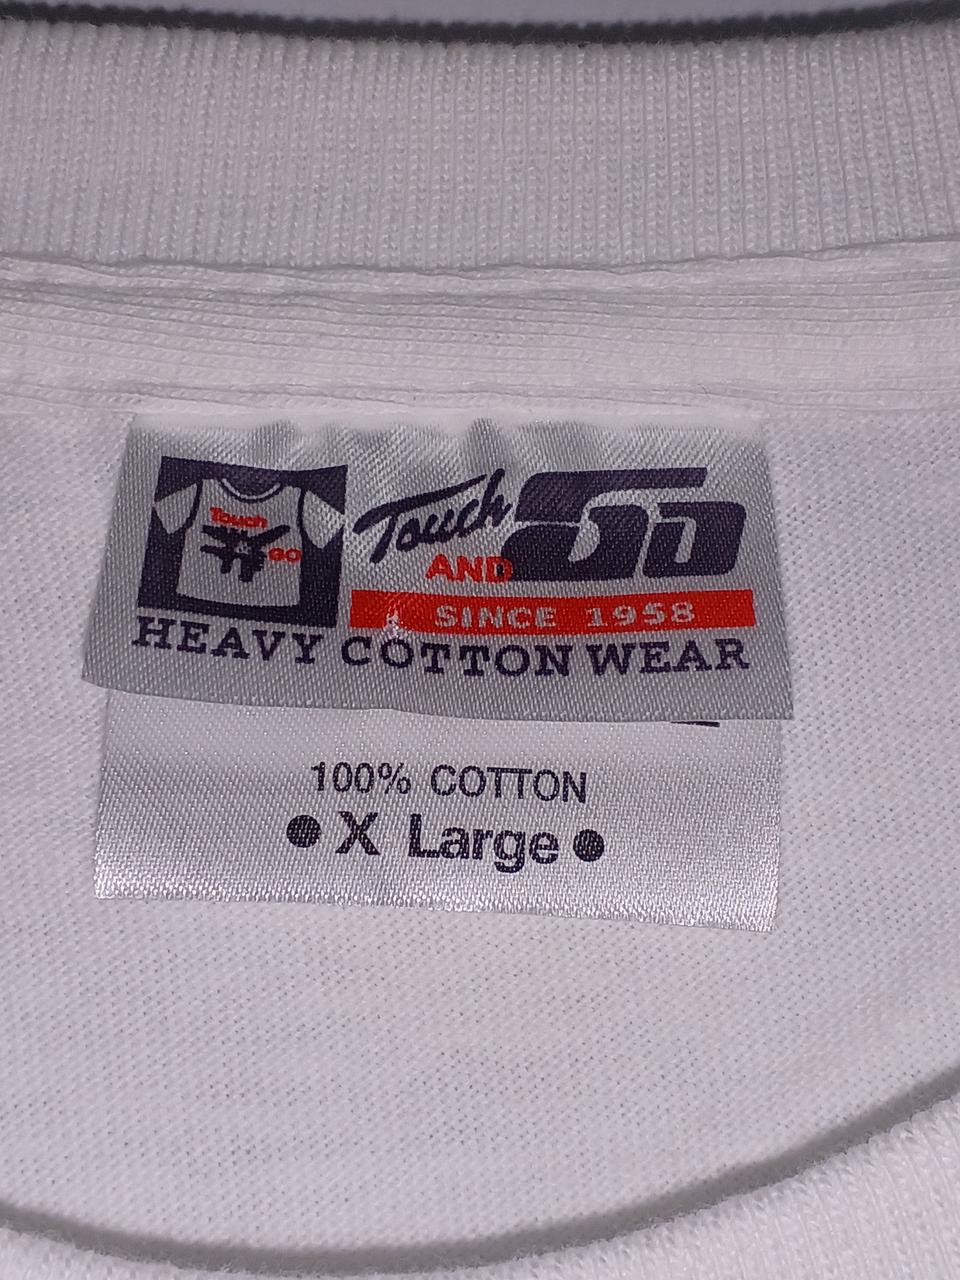 Touch
& GO
Touch
AND GO
SINCE 1958
HEAVY COTTON WEAR
100% COTTON
● X Large ●